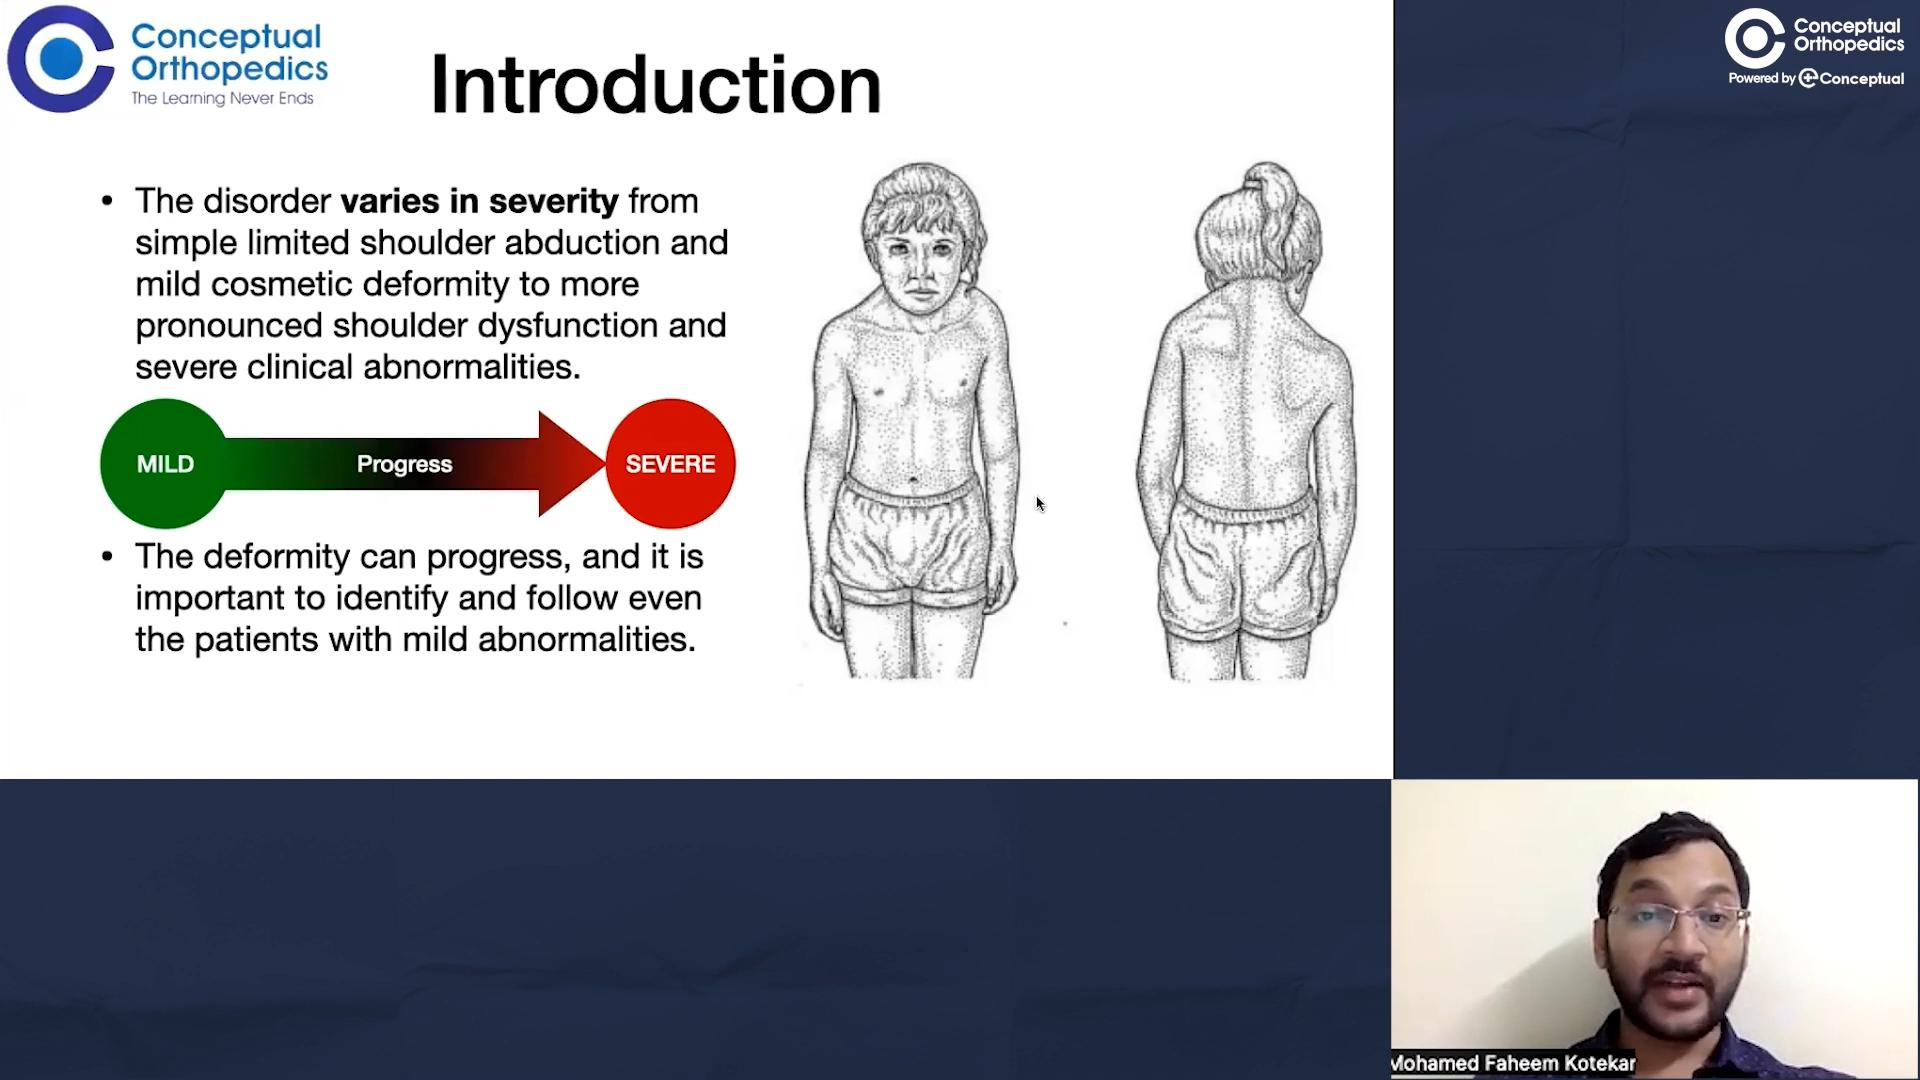 Conceptual
Orthopedics
The Learning Never Ends
Introduction
Conceptual
Orthopedics
Powered by Conceptual
• The disorder varies in severity from
simple limited shoulder abduction and
mild cosmetic deformity to more
pronounced shoulder dysfunction and
severe clinical abnormalities.
MILD
Progress
SEVERE
• The deformity can progress, and it is
important to identify and follow even
the patients with mild abnormalities.
Mohamed Faheem Kotekar